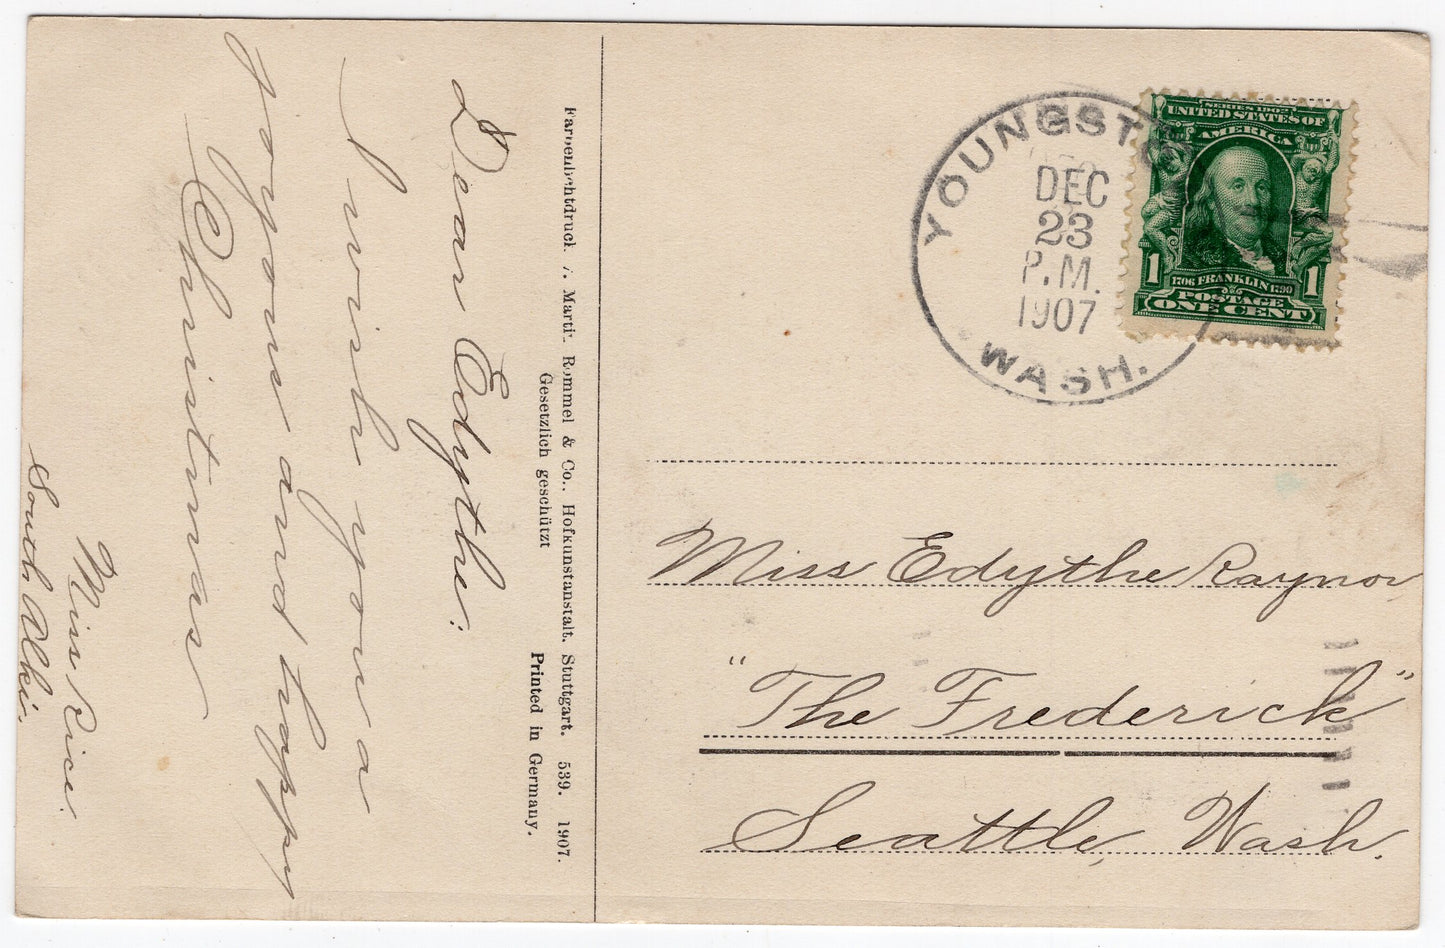 Dear Edythe:
I wish you a
joyous and happy
Christmas
Miss Rice.
South Alki.
Farbenlichtdruck v. Martin Rommel & Co., Hofkunstanstalt. Stuttgart. 539. 1907.
Gesetzlich geschützt Printed in Germany.
YOUNGSTO
DEC
23
P.M.
1907
WASH.
SERIES 1902
UNITED STATES OF
AMERICA
1 1706 FRANKLIN 1790 1
POSTAGE
ONE CENT
Miss Edythe Raynor
"The Frederick"
Seattle, Wash.